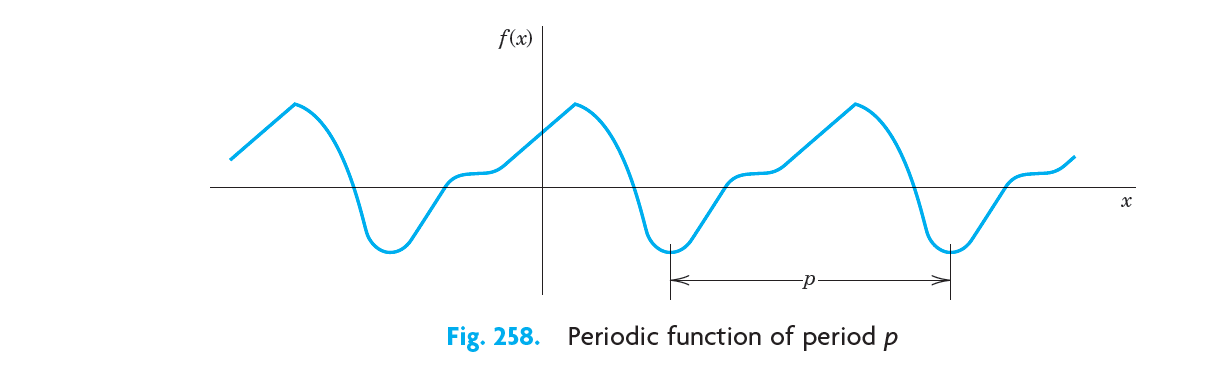 f(x)
x
p
Fig. 258. Periodic function of period p